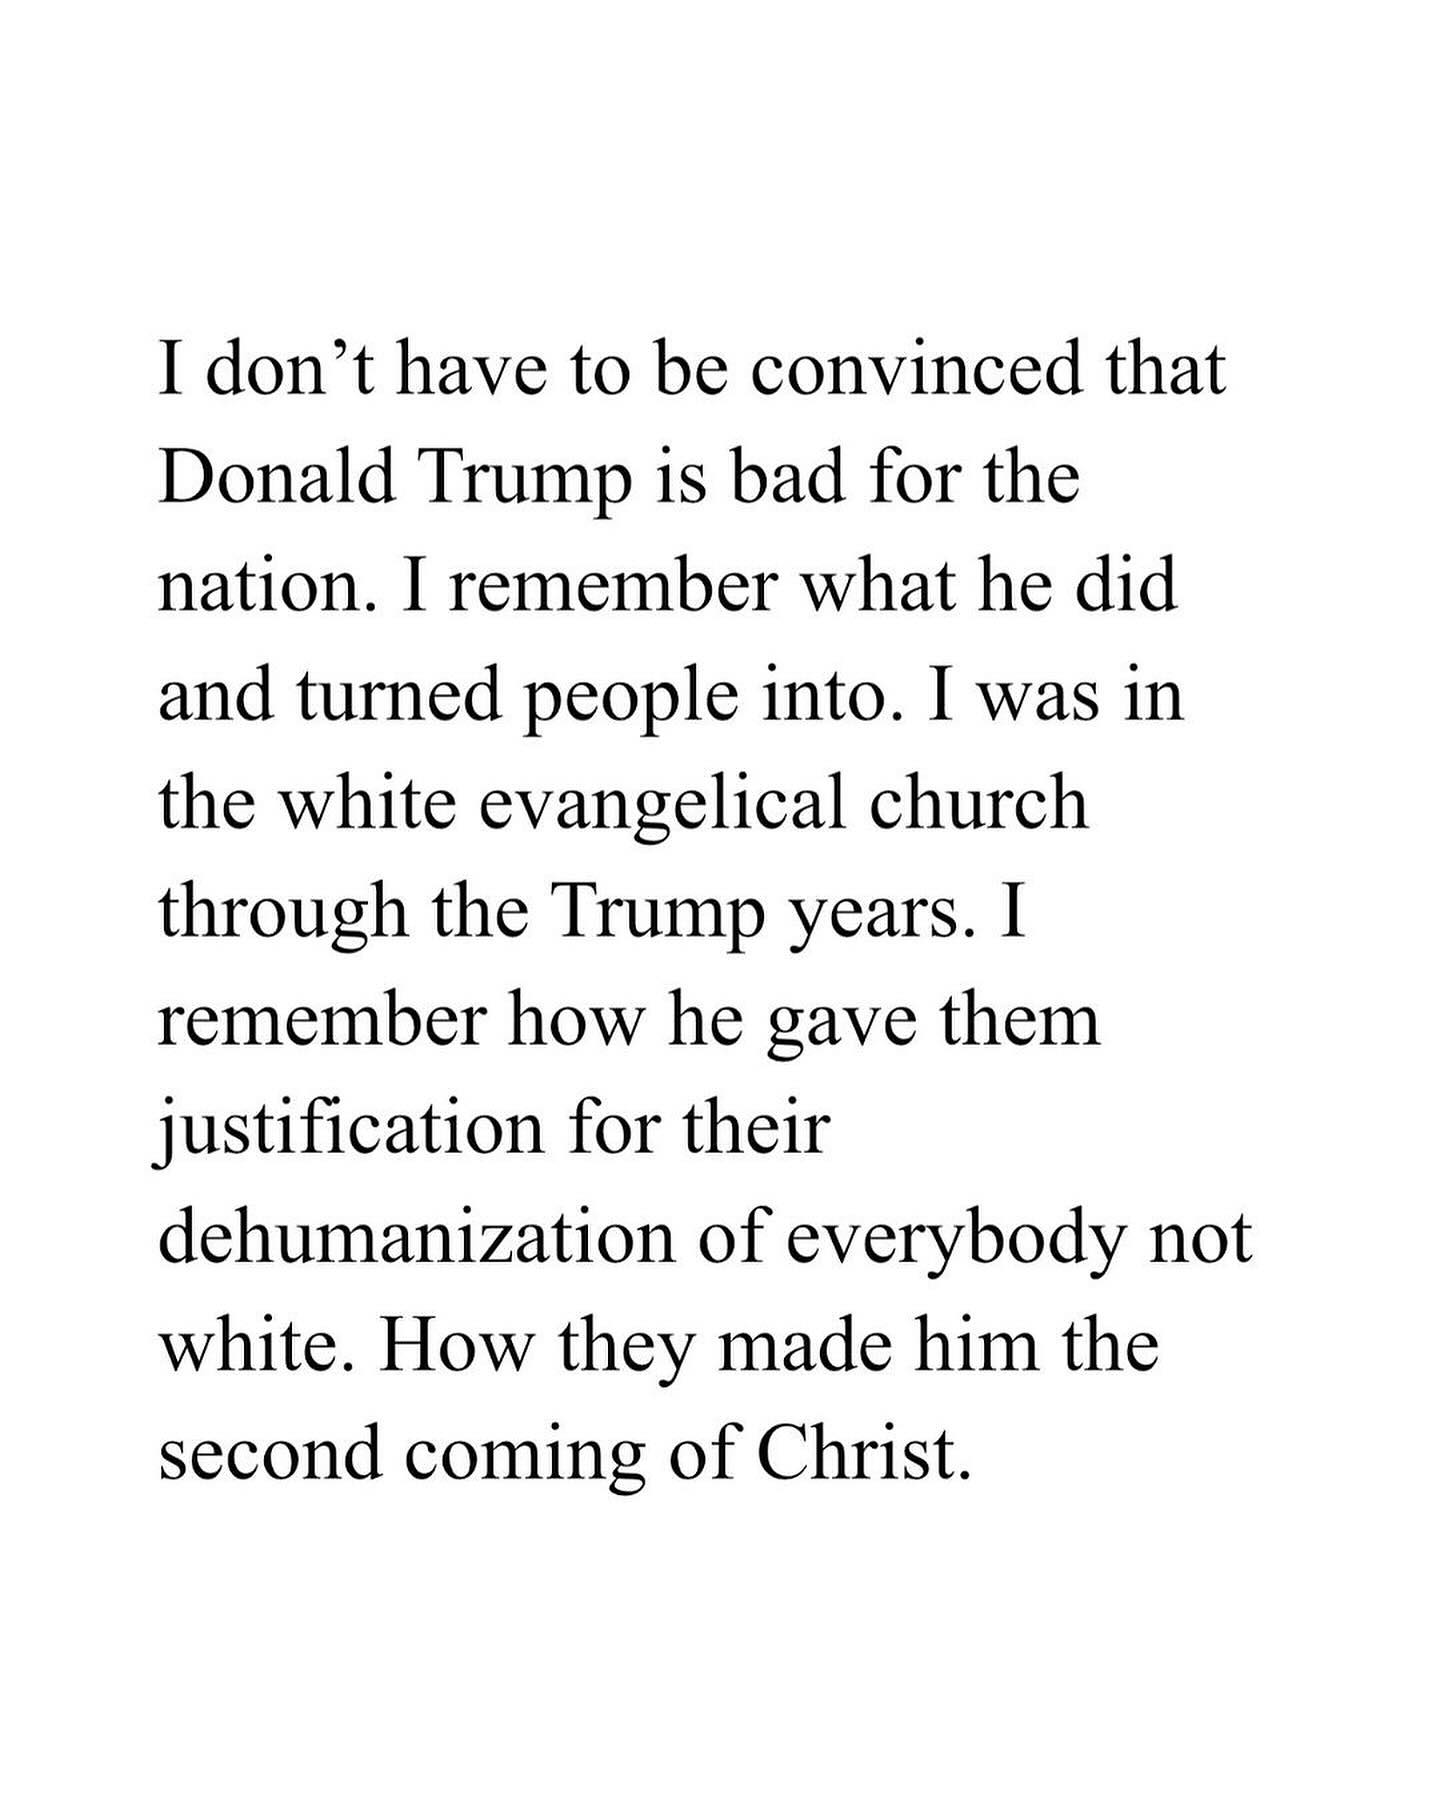 I don’t have to be convinced that
Donald Trump is bad for the
nation. I remember what he did
and turned people into. I was in
the white evangelical church
through the Trump years. I
remember how he gave them
justification for their
dehumanization of everybody not
white. How they made him the
second coming of Christ.